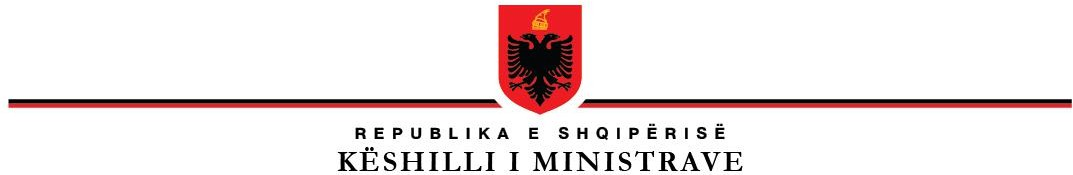 REPUBLIKA E SHQIPËRISË
KËSHILLI I MINISTRAVE